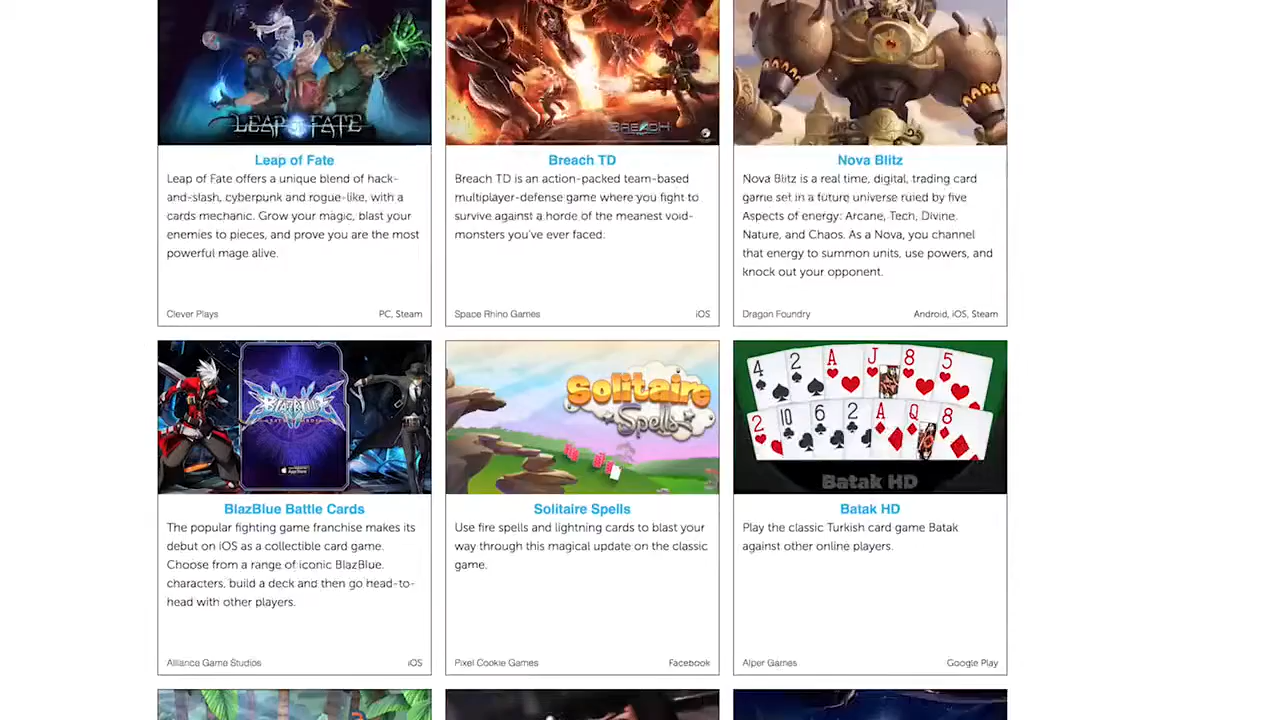 LEAP OF FATE
BREACH
Leap of Fate
Leap of Fate offers a unique blend of hack-
and-slash, cyberpunk and rogue-like, with a
cards mechanic. Grow your magic, blast your
enemies to pieces, and prove you are the most
powerful mage alive.
Clever Plays
PC, Steam
Breach TD
Breach TD is an action-packed team-based
multiplayer-defense game where you fight to
survive against a horde of the meanest void-
monsters you've ever faced.
Space Rhino Games
iOS
Nova Blitz
Nova Blitz is a real time, digital, trading card
game set in a future universe ruled by five
Aspects of energy: Arcane, Tech, Divine,
Nature, and Chaos. As a Nova, you channel
that energy to summon units, use powers, and
knock out your opponent.
Dragon Foundry
Android, iOS, Steam
BLAZBLUE
BlazBlue Battle Cards
The popular fighting game franchise makes its
debut on iOS as a collectible card game.
Choose from a range of iconic BlazBlue
characters, build a deck and then go head-to-
head with other players.
Alliance Game Studios
iOS
Solitaire
Spells
Solitaire Spells
Use fire spells and lightning cards to blast your
way through this magical update on the classic
game.
Pixel Cookie Games
Facebook
4 2 A J 8 5
2 10 6 2 A Q 8
Batak HD
Batak HD
Play the classic Turkish card game Batak
against other online players.
Alper Games
Google Play